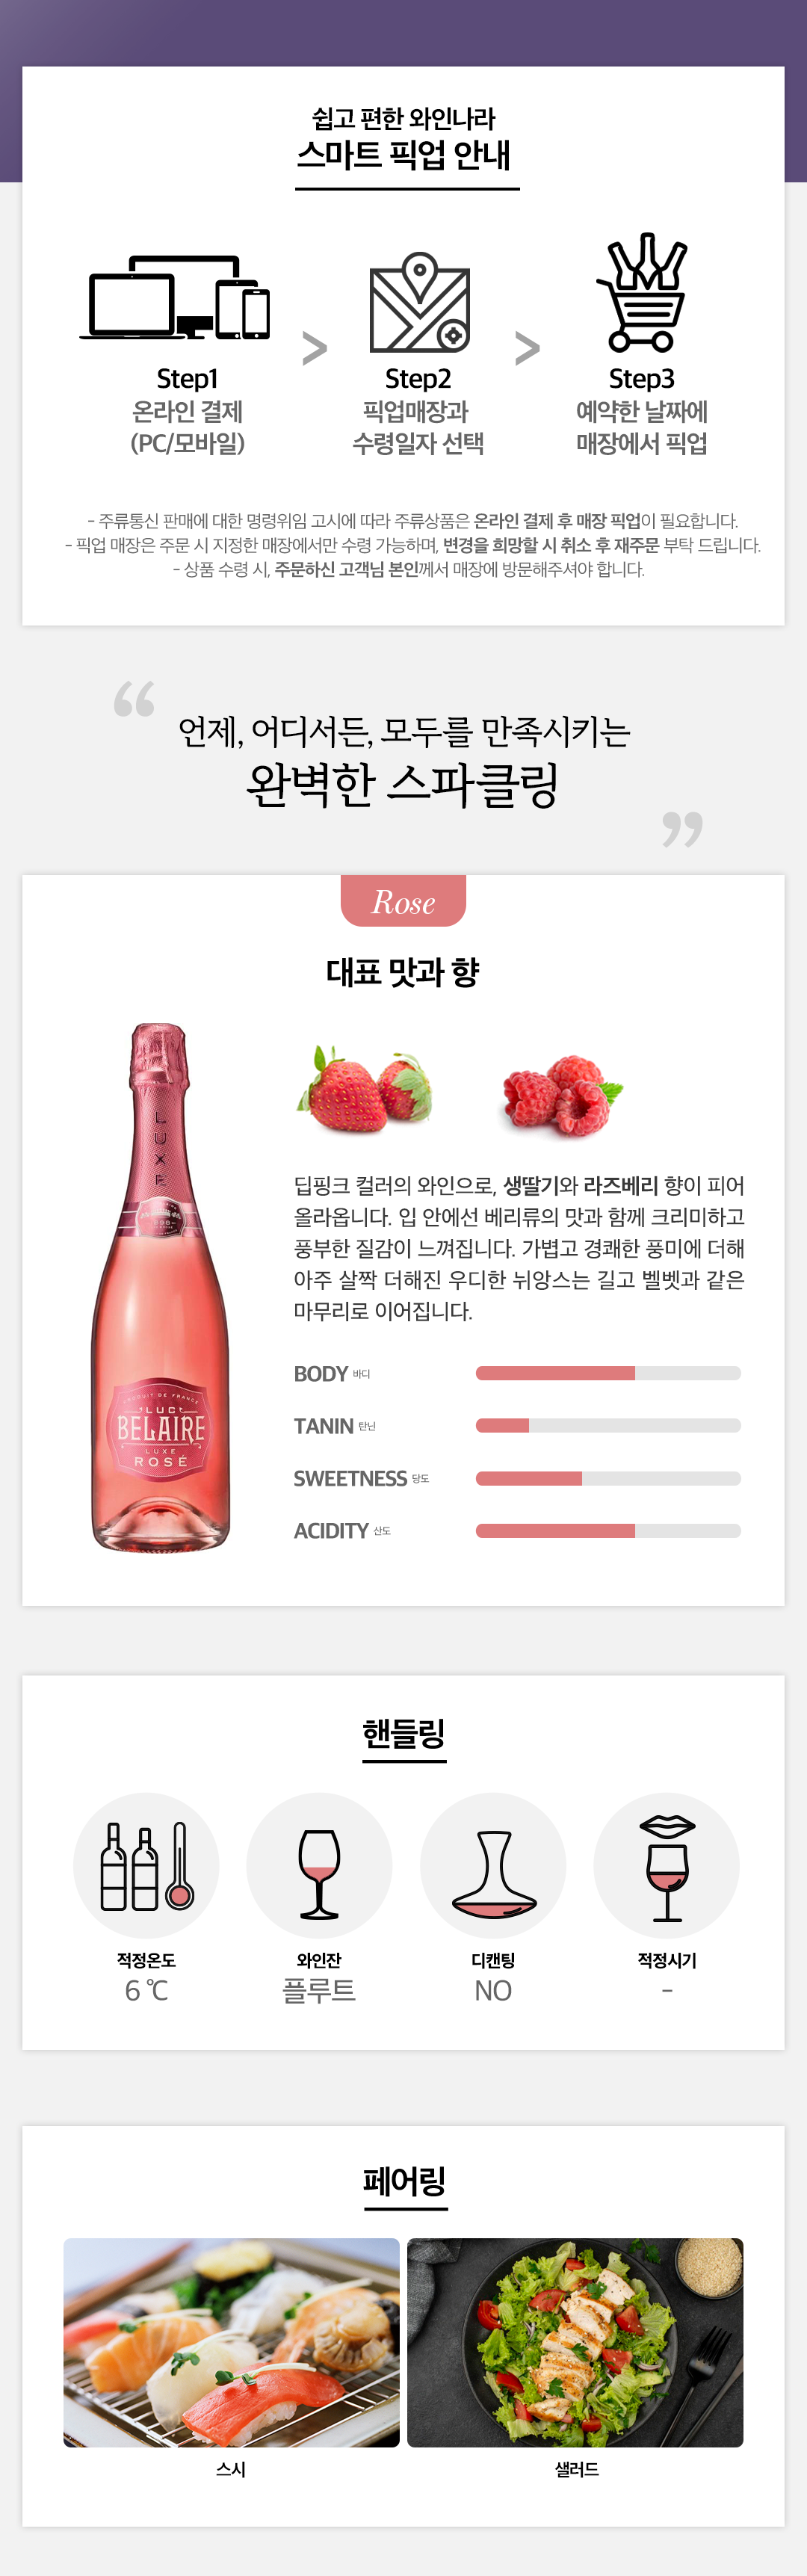 쉽고 편한 와인나라
스마트 픽업 안내
>
>
Step1
온라인 결제
(PC/모바일)
Step2
픽업매장과
수령일자 선택
Step3
예약한 날짜에
매장에서 픽업
- 주류통신 판매에 대한 명령위임 고시에 따라 주류상품은 온라인 결제 후 매장 픽업이 필요합니다.
- 픽업 매장은 주문 시 지정한 매장에서만 수령 가능하며, 변경을 희망할 시 취소 후 재주문 부탁 드립니다.
- 상품 수령 시, 주문하신 고객님 본인께서 매장에 방문해주셔야 합니다.
“
언제, 어디서든, 모두를 만족시키는
완벽한 스파클링
”
Rose
대표 맛과 향
LUXE
PRODUIT DE FRANCE
LUC
BELAIRE
LUXE
ROSÉ
딥핑크 컬러의 와인으로, 생딸기와 라즈베리 향이 피어
올라옵니다. 입 안에선 베리류의 맛과 함께 크리미하고
풍부한 질감이 느껴집니다. 가볍고 경쾌한 풍미에 더해
아주 살짝 더해진 우디한 뉘앙스는 길고 벨벳과 같은
마무리로 이어집니다.
BODY 바디
TANIN 탄닌
SWEETNESS 당도
ACIDITY 산도
핸들링
적정온도
6 ℃
와인잔
플루트
디캔팅
NO
적정시기
-
페어링
스시
샐러드